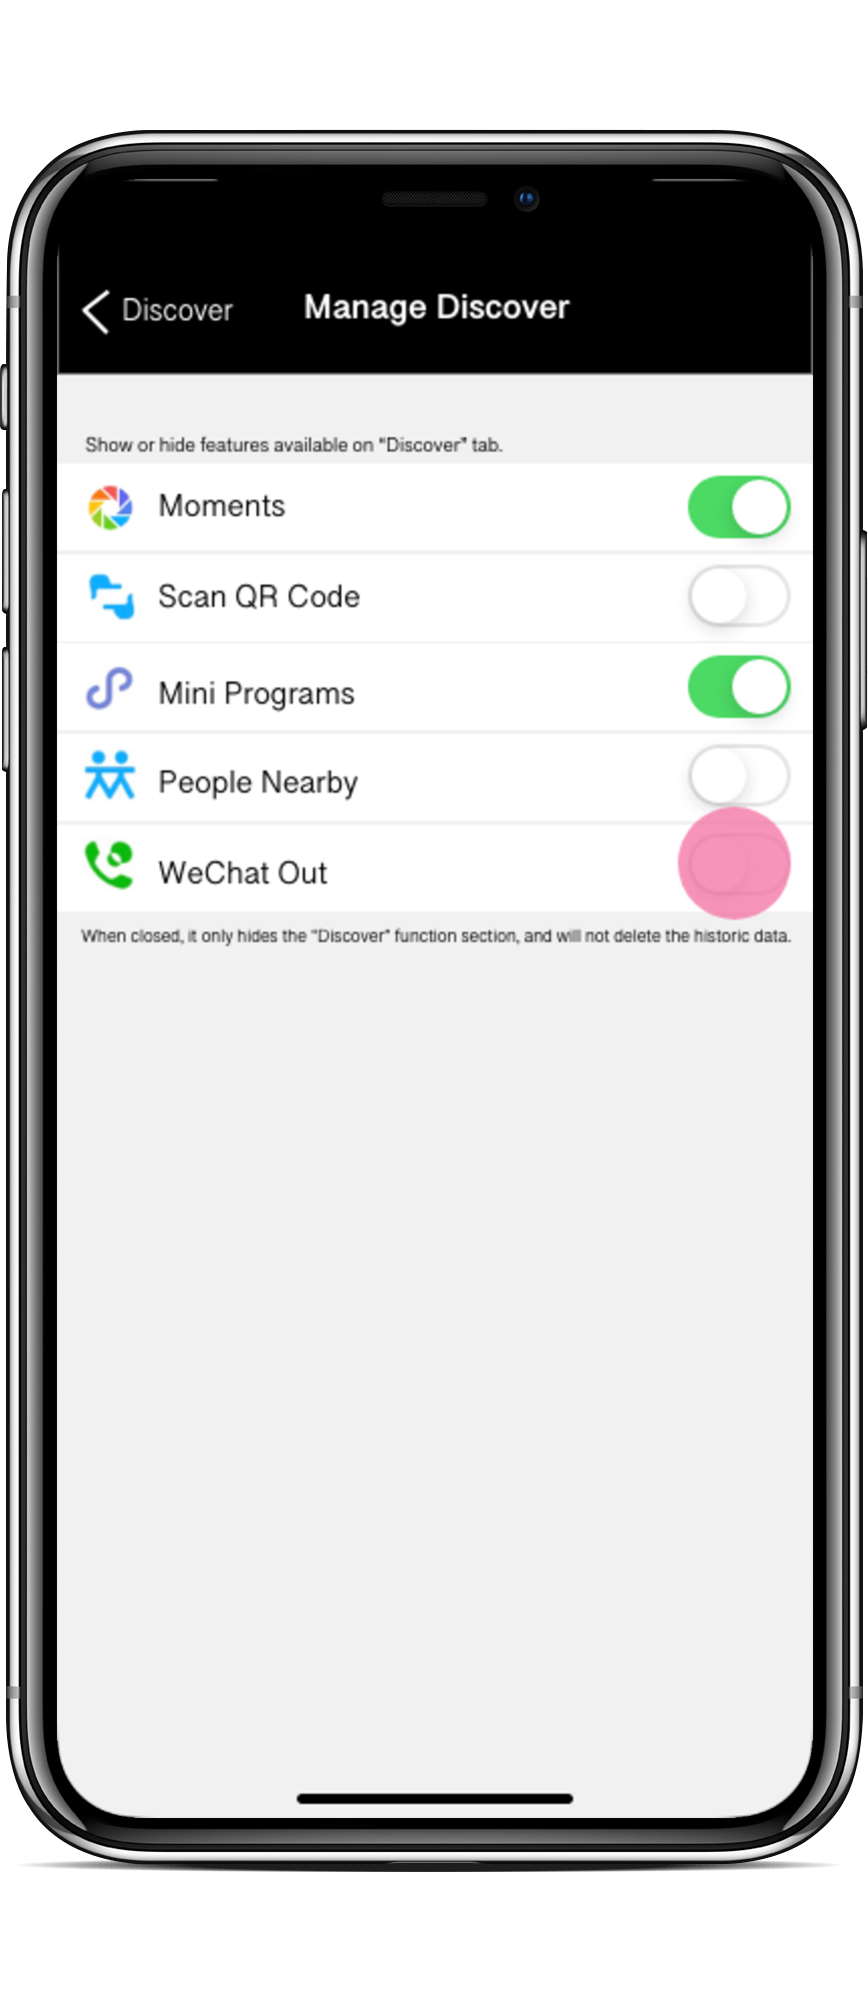 Discover
Manage Discover
Show or hide features available on "Discover" tab.
Moments
Scan QR Code
Mini Programs
People Nearby
WeChat Out
When closed, it only hides the "Discover" function section, and will not delete the historic data.